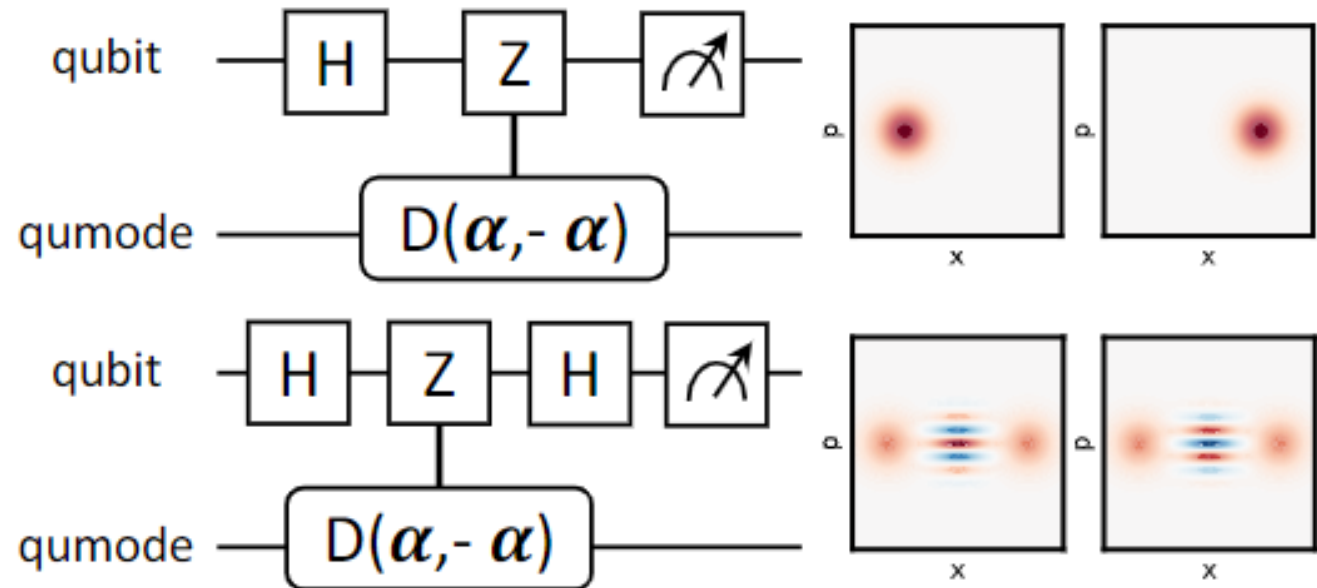 qubit H Z
p p
qumode D(α,- α)
x x
qubit H Z H
p p
qumode D(α,- α)
x x